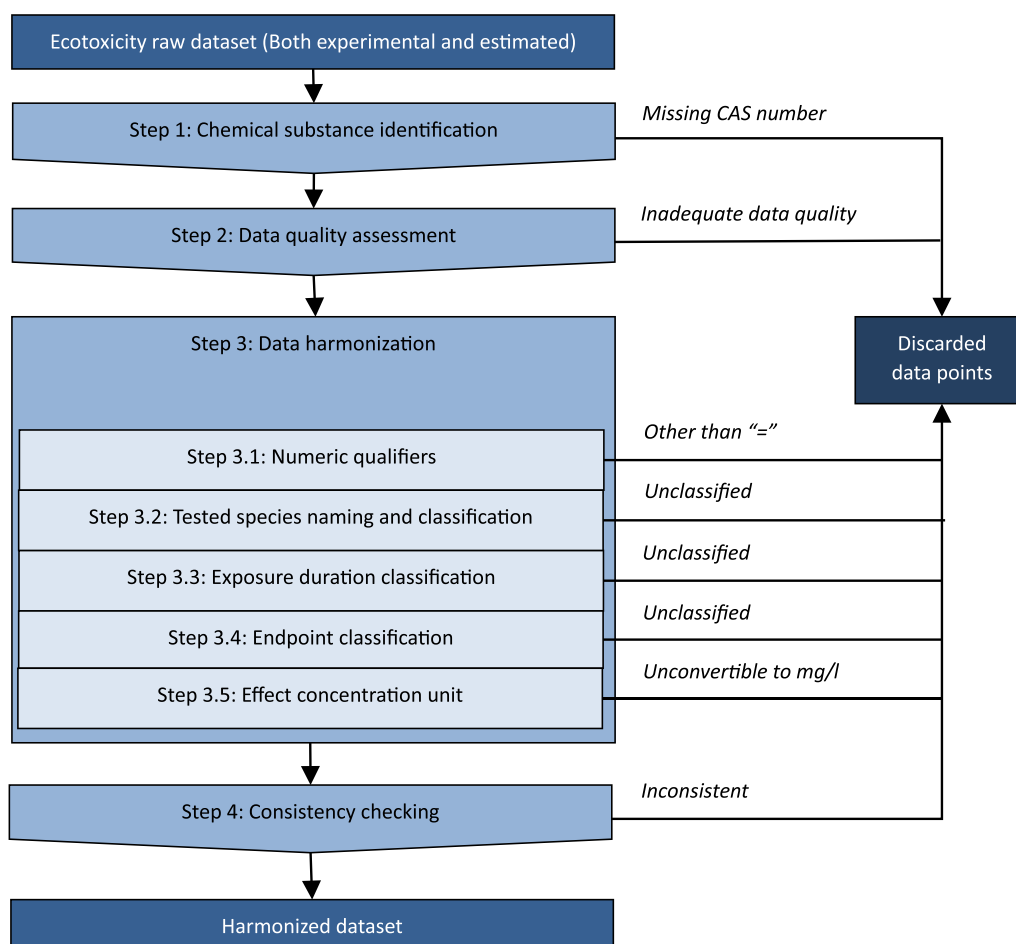 Ecotoxicity raw dataset (Both experimental and estimated)
Step 1: Chemical substance identification
Missing CAS number
Step 2: Data quality assessment
Inadequate data quality
Step 3: Data harmonization
Discarded
data points
Step 3.1: Numeric qualifiers
Other than “=”
Step 3.2: Tested species naming and classification
Unclassified
Step 3.3: Exposure duration classification
Unclassified
Step 3.4: Endpoint classification
Unclassified
Step 3.5: Effect concentration unit
Unconvertible to mg/l
Step 4: Consistency checking
Inconsistent
Harmonized dataset